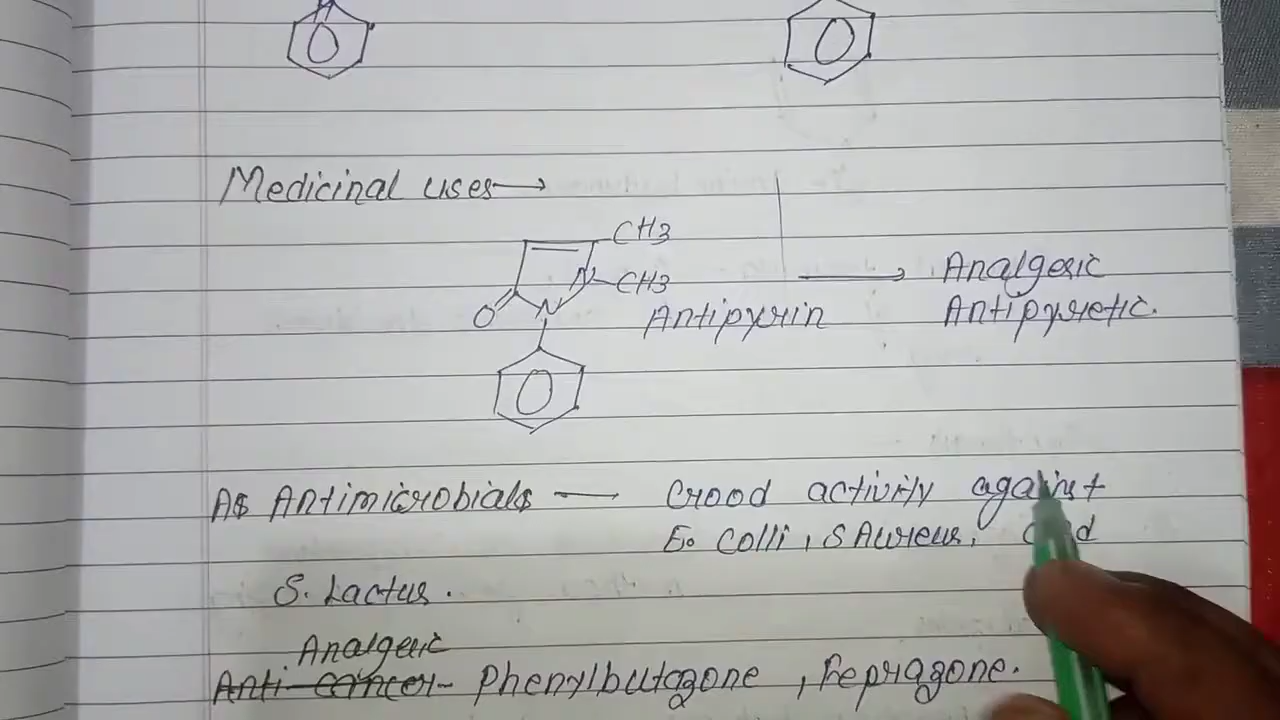 Medicinal uses →
CH3
N-CH3
O N
Antipyrin → Analgesic
Antipyretic.
As Antimicrobials — Good activity against
E. Colli, S Aureus, and
S. Lactus.
Analgesic
Anti-cancer- Phenylbutazone, Feprazone.